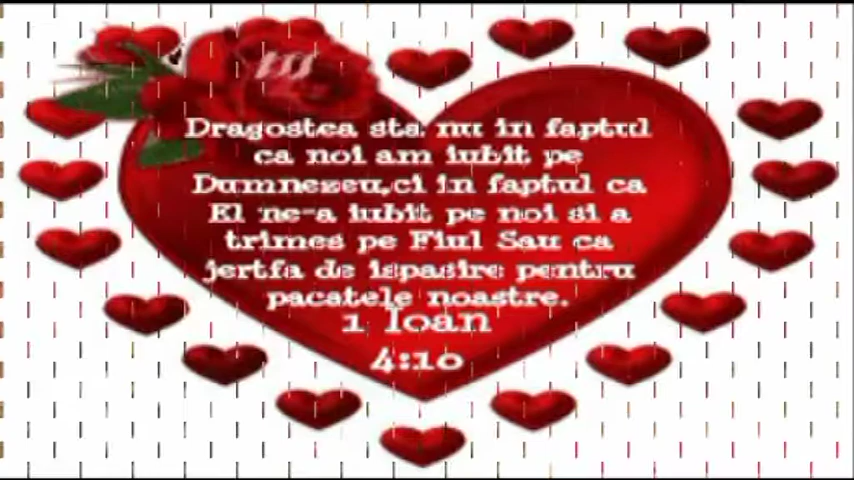 Dragostea sta nu in faptul
ca noi am iubit pe
Dumnezeu,ci in faptul ca
El ne-a iubit pe noi si a
trimes pe Fiul Sau ca
jertfa de ispasire pentru
pacatele noastre.
1 Ioan
4:10